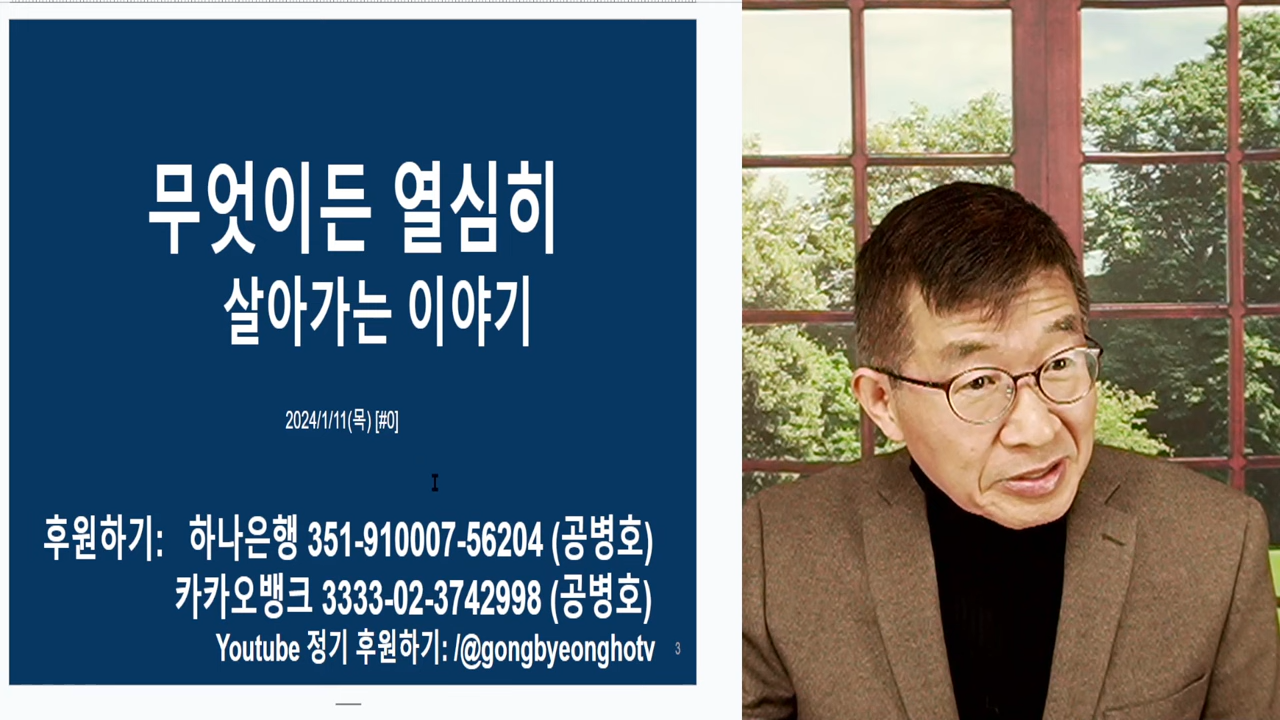 무엇이든 열심히
살아가는 이야기
2024/1/11(목) [#0]
후원하기: 하나은행 351-910007-56204 (공병호)
카카오뱅크 3333-02-3742998 (공병호)
Youtube 정기 후원하기: /@gongbyeonghotv
3